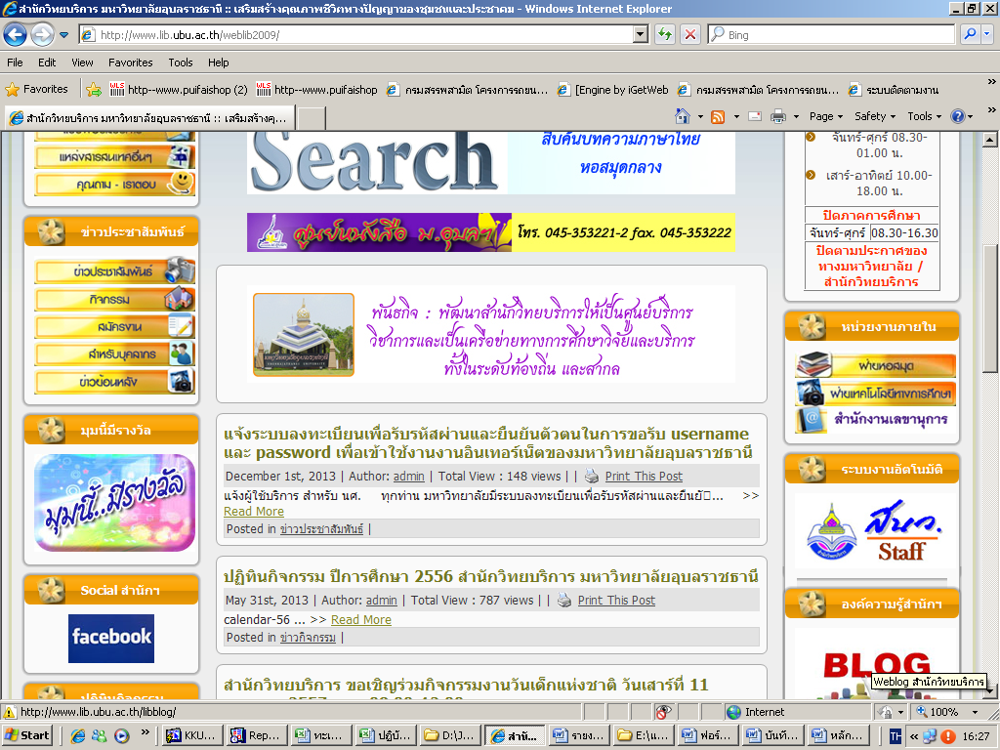 สำนักวิทยบริการ มหาวิทยาลัยอุบลราชธานี :: เสริมสร้างคุณภาพชีวิตทางปัญญาของชุมชนและประชาคม - Windows Internet Explorer
http://www.lib.ubu.ac.th/weblib2009/
Bing
File Edit View Favorites Tools Help
Favorites http--www.puifaishop (2) http--www.puifaishop กรมสรรพสามิต โครงการรถยน... [Engine by iGetWeb กรมสรรพสามิต โครงการรถยน... ระบบติดตามงาน
สำนักวิทยบริการ มหาวิทยาลัยอุบลราชธานี :: เสริมสร้างคุ...
Page Safety Tools
แหล่งสารสนเทศอื่นๆ
คุณถาม - เราตอบ
ข่าวประชาสัมพันธ์
ข่าวประชาสัมพันธ์
กิจกรรม
สมัครงาน
สำหรับบุคลากร
ข่าวย้อนหลัง
มุมนี้มีรางวัล
มุมนี้..มีรางวัล
Social สำนักฯ
facebook
ปฏิทินกิจกรรม
Search
สืบค้นบทความภาษาไทย
หอสมุดกลาง
ศูนย์หนังสือ ม.อุบลฯ
โทร. 045-353221-2 fax. 045-353222
พันธกิจ : พัฒนาสำนักวิทยบริการให้เป็นศูนย์บริการ
วิชาการและเป็นเครือข่ายทางการศึกษาวิจัยและบริการ
ทั้งในระดับท้องถิ่น และสากล
แจ้งระบบลงทะเบียนเพื่อรับรหัสผ่านและยืนยันตัวตนในการขอรับ username
และ password เพื่อเข้าใช้งานงานอินเทอร์เน็ตของมหาวิทยาลัยอุบลราชธานี
December 1st, 2013 | Author: admin | Total View : 148 views | | Print This Post
แจ้งผู้ใช้บริการ สำหรับ นศ. ทุกท่าน มหาวิทยาลัยมีระบบลงทะเบียนเพื่อรับรหัสผ่านและยืนยั... >>
Read More
Posted in ข่าวประชาสัมพันธ์ |
ปฏิทินกิจกรรม ปีการศึกษา 2556 สำนักวิทยบริการ มหาวิทยาลัยอุบลราชธานี
May 31st, 2013 | Author: admin | Total View : 787 views | | Print This Post
calendar-56 ... >> Read More
Posted in ข่าวกิจกรรม |
สำนักวิทยบริการ ขอเชิญร่วมกิจกรรมงานวันเด็กแห่งชาติ วันเสาร์ที่ 11
จันทร์-ศุกร์ 08.30-
01.00 น.
เสาร์-อาทิตย์ 10.00-
18.00 น.
ปิดภาคการศึกษา
จันทร์-ศุกร์ 08.30-16.30
ปิดตามประกาศของ
ทางมหาวิทยาลัย /
สำนักวิทยบริการ
หน่วยงานภายใน
ฝ่ายหอสมุด
ฝ่ายเทคโนโลยีทางการศึกษา
สำนักงานเลขานุการ
ระบบงานอัตโนมัติ
สนว.
Staff
องค์ความรู้สำนักฯ
BLOG
Weblog สำนักวิทยบริการ
http://www.lib.ubu.ac.th/libblog/
Internet
100%
Start KKU... Rep... ทะเ... ปฏิบั... D:\J... สำนั... รายง... E:\แ... ฟอร์... บันที... หลัก... TH 16:27